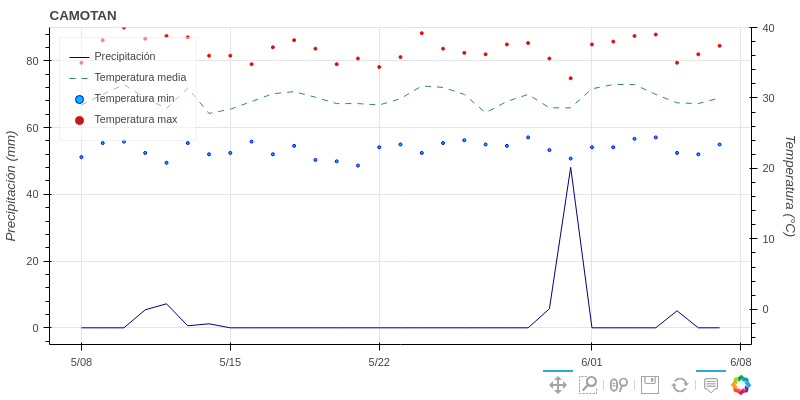 CAMOTAN
Precipitación
Temperatura media
Temperatura min
Temperatura max
Precipitación (mm)
80
60
40
20
0
Temperatura (°C)
40
30
20
10
0
5/08
5/15
5/22
6/01
6/08